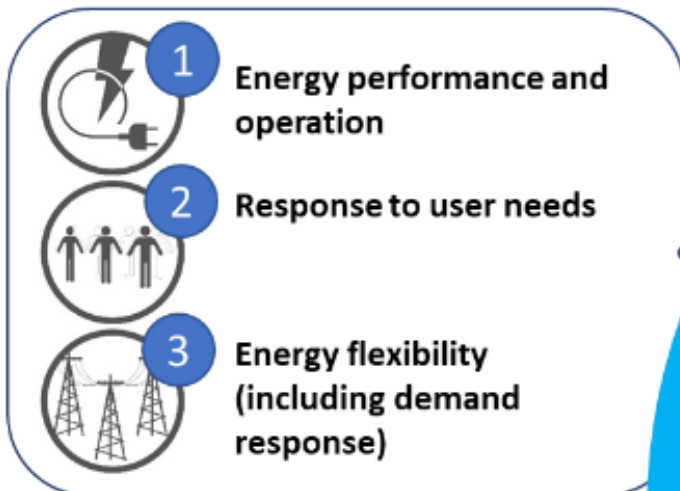 1
Energy performance and
operation
2
Response to user needs
3
Energy flexibility
(including demand
response)